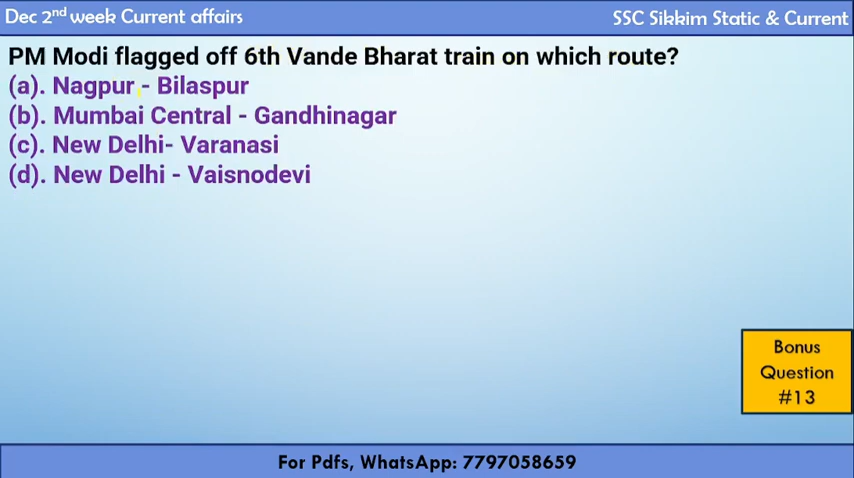 Dec 2nd week Current affairs
SSC Sikkim Static & Current
PM Modi flagged off 6th Vande Bharat train on which route?
(a). Nagpur - Bilaspur
(b). Mumbai Central - Gandhinagar
(c). New Delhi- Varanasi
(d). New Delhi - Vaisnodevi
Bonus
Question
#13
For Pdfs, WhatsApp: 7797058659